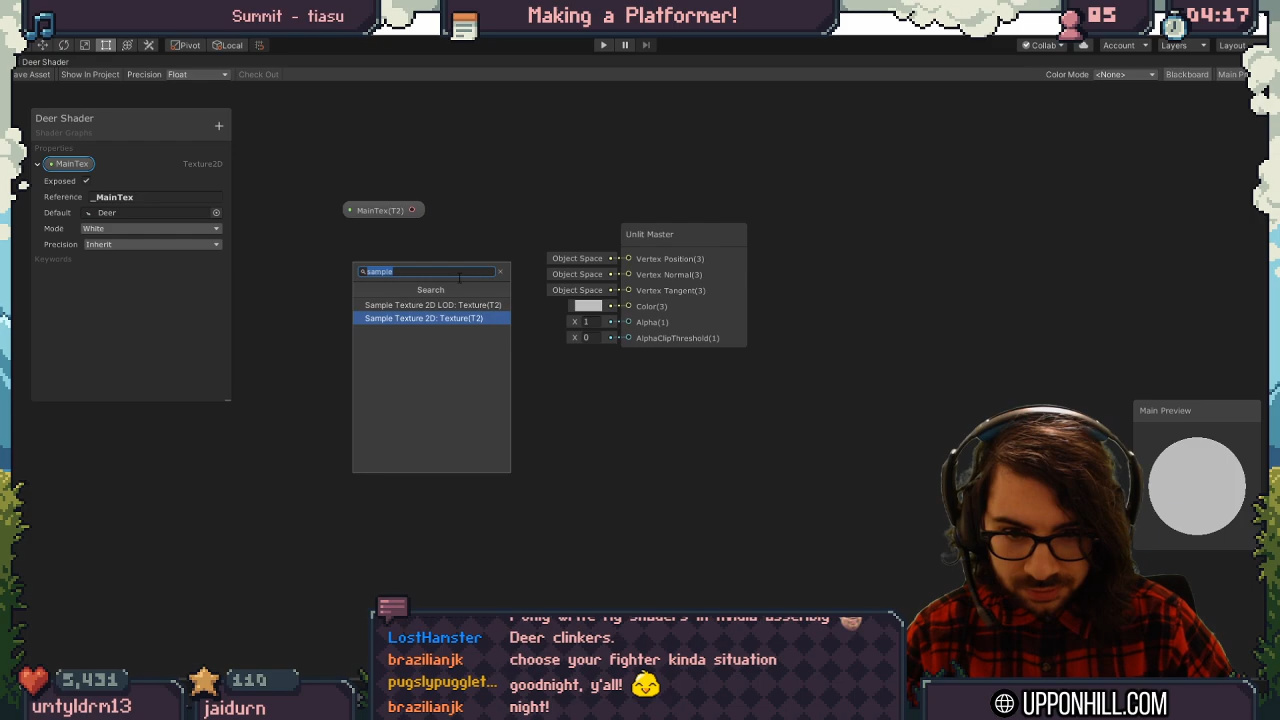 Summit - tiasu
Making a Platformer!
05
04:17
Pivot
Local
Collab
Account
Layers
Layout
Deer Shader
ave Asset
Show In Project
Precision
Float
Check Out
Color Mode
<None>
Blackboard
Main Pr
Deer Shader
Shader Graphs
Properties
MainTex
Texture2D
Exposed
Reference
_MainTex
Default
Deer
Mode
White
Precision
Inherit
Keywords
MainTex(T2)
sample
Search
Sample Texture 2D LOD: Texture(T2)
Sample Texture 2D: Texture(T2)
Unlit Master
Object Space
Vertex Position(3)
Object Space
Vertex Normal(3)
Object Space
Vertex Tangent(3)
Color(3)
X 1
Alpha(1)
X 0
AlphaClipThreshold(1)
Main Preview
LostHamster Deer clinkers.
brazilianjk choose your fighter kinda situation
pugslypugglet... goodnight, y'all!
brazilianjk night!
5,431
umtyldrm13
110
jaidurn
UPPONHILL.COM